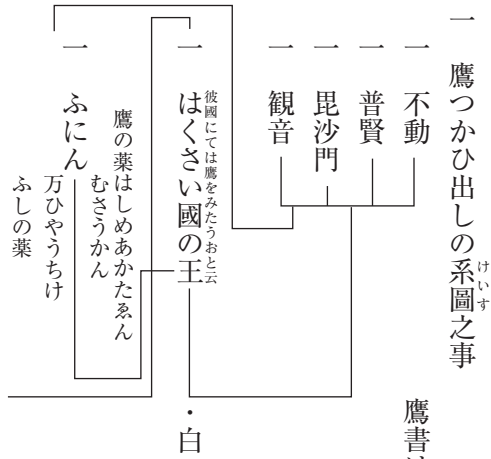 一　鷹つかひ出しの系圖之事
けいす
鷹書
一　不動
一　普賢
一　毘沙門
一　観音
彼國にては鷹をみたうおと云
一　はくさい國の王
・白
鷹の薬はしめあかたゑん
むさうかん
一　ふにん
万ひやうちけ
ふしの薬